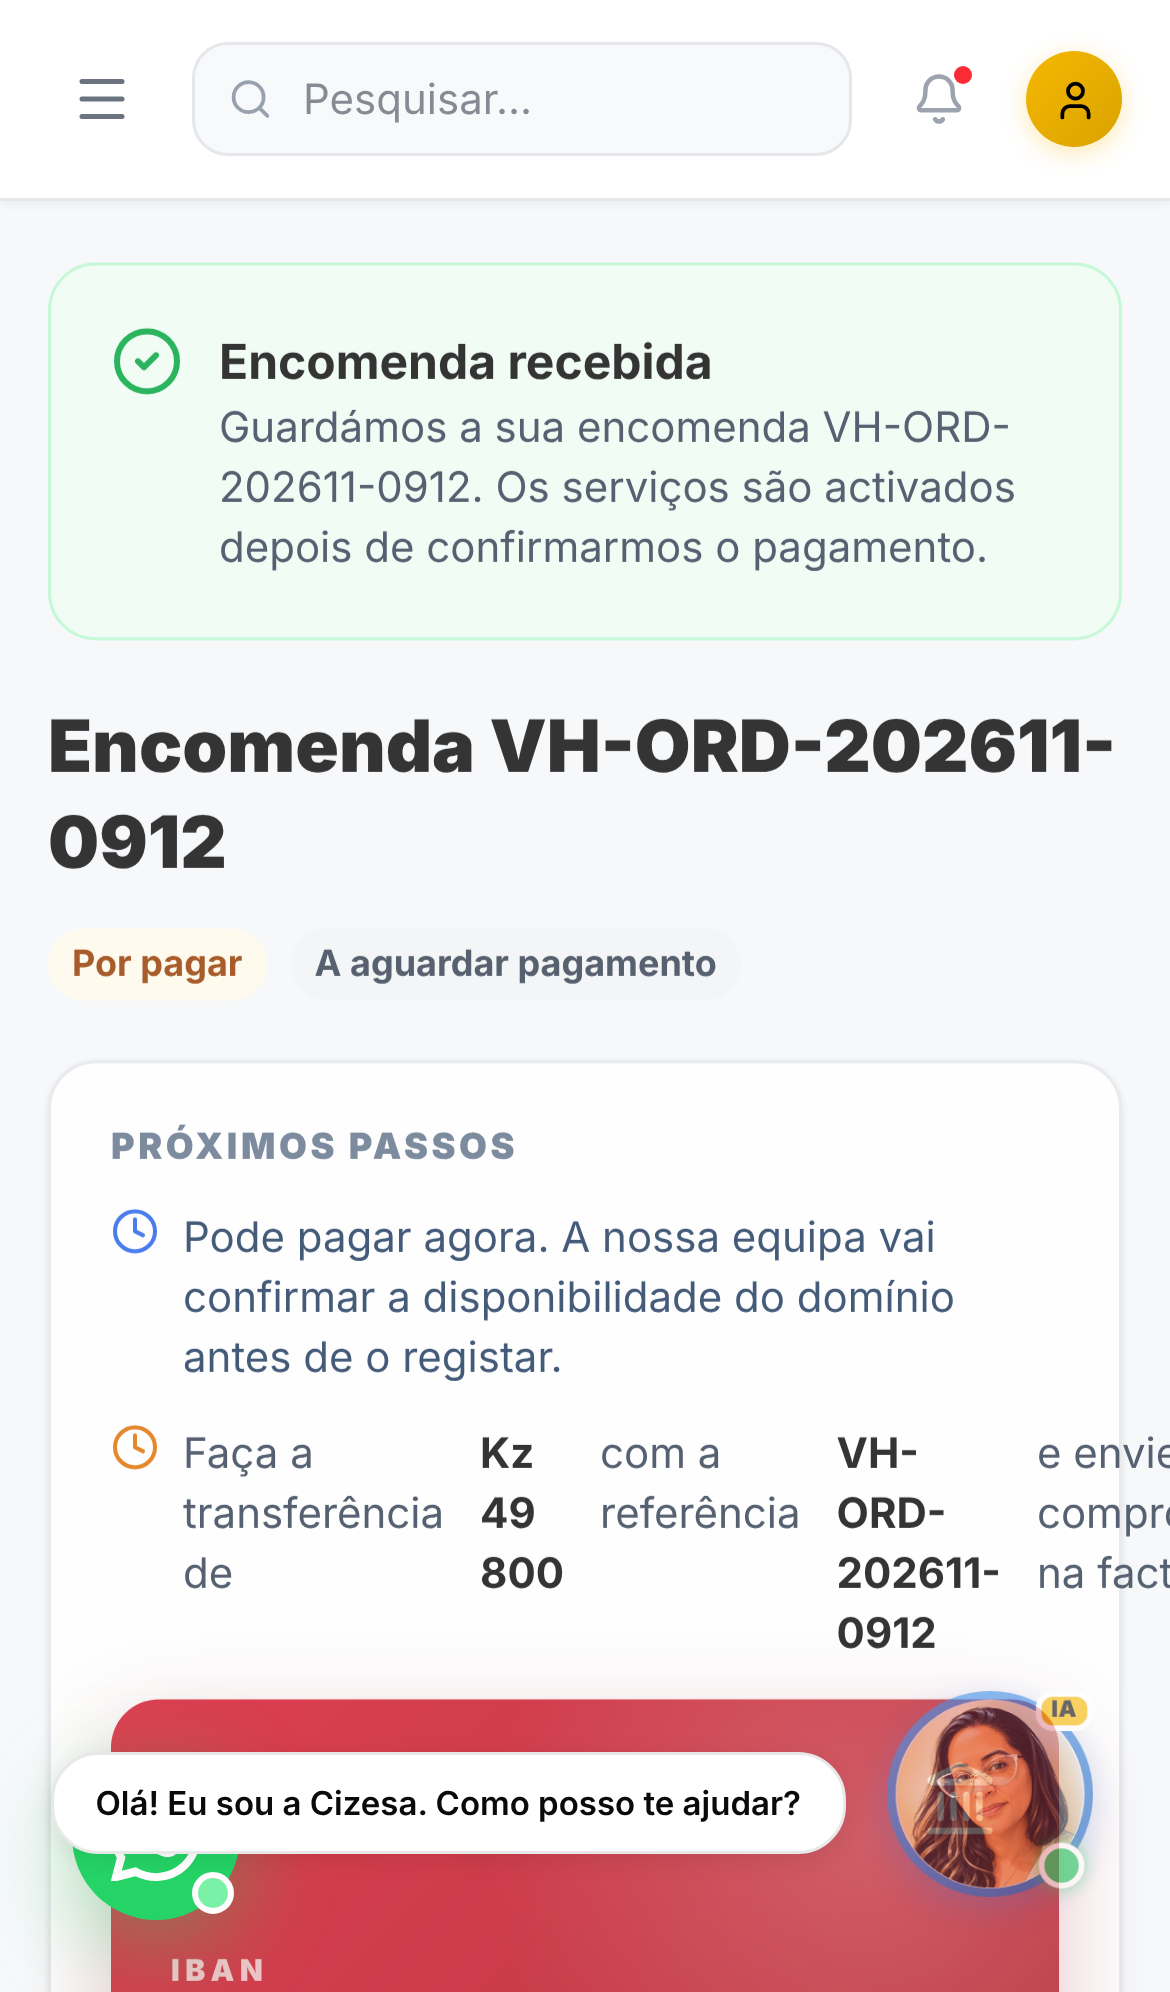 Pesquisar...
Encomenda recebida
Guardámos a sua encomenda VH-ORD-
202611-0912. Os serviços são activados
depois de confirmarmos o pagamento.
Encomenda VH-ORD-202611-
0912
Por pagar
A aguardar pagamento
PRÓXIMOS PASSOS
Pode pagar agora. A nossa equipa vai
confirmar a disponibilidade do domínio
antes de o registar.
Faça a
transferência
de
Kz
49
800
com a
referência
VH-
ORD-
202611-
0912
e
na
IA
Olá! Eu sou a Cizesa. Como posso te ajudar?
IBAN